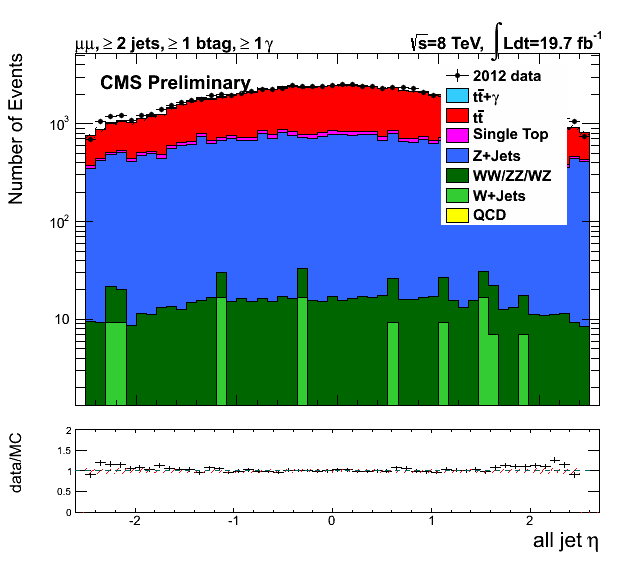 μμ, ≥ 2 jets, ≥ 1 btag, ≥ 1 γ
√s=8 TeV, ∫Ldt=19.7 fb⁻¹
CMS Preliminary
2012 data
tt̄+γ
tt̄
Single Top
Z+Jets
WW/ZZ/WZ
W+Jets
QCD
Number of Events
10³
10²
10
data/MC
2
1.5
1
0.5
0
-2 -1 0 1 2
all jet η